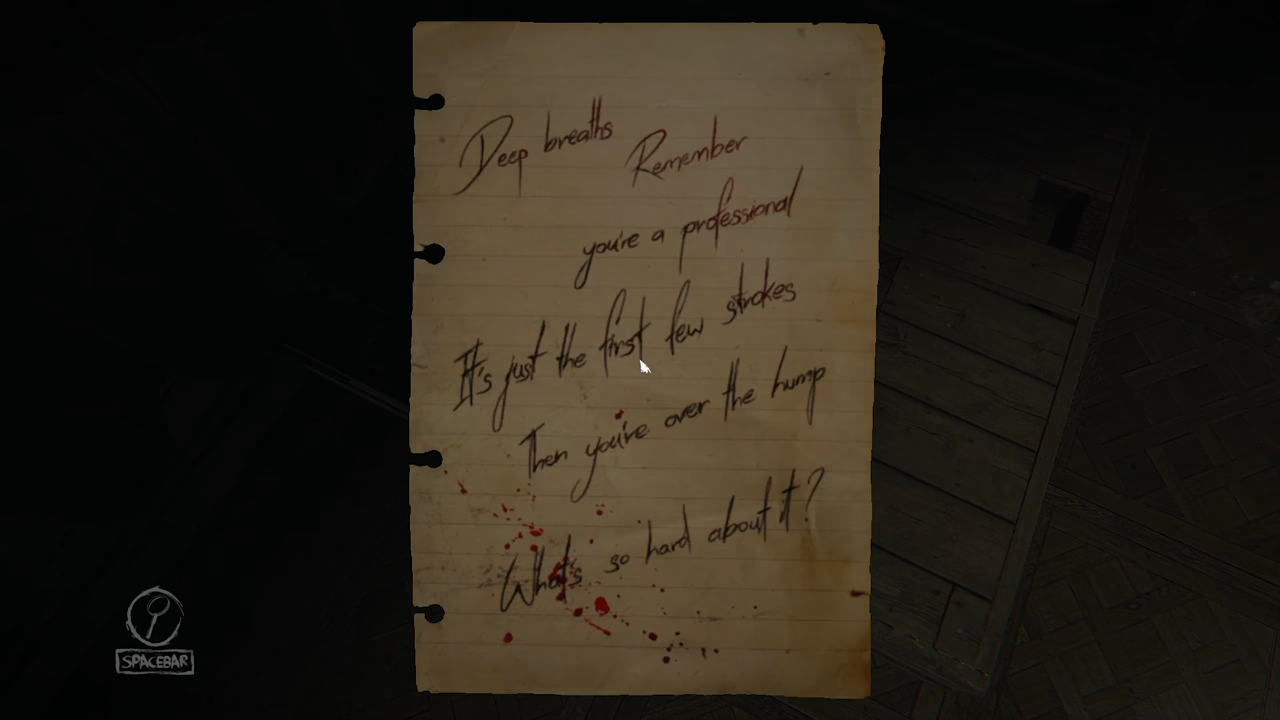 Deep breaths Remember
you're a professional
It's just the first few strokes
Then you're over the hump
What's so hard about it?
SPACEBAR